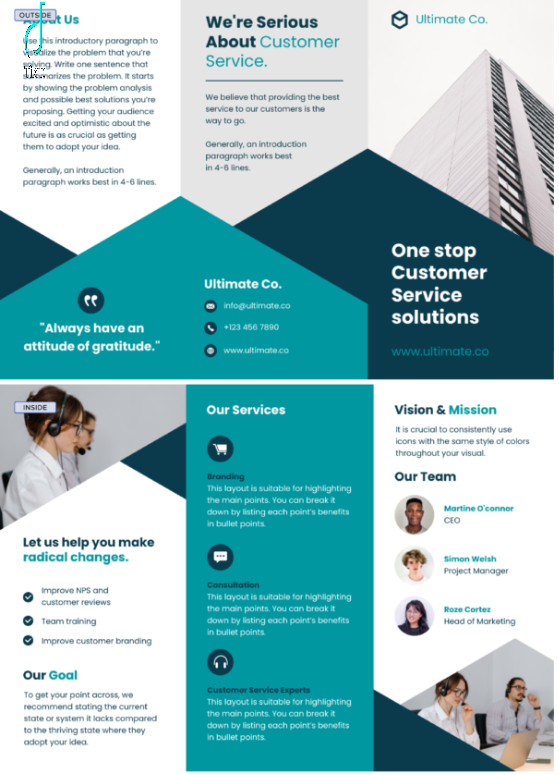 OUTSIDE
About Us
Use this introductory paragraph to
visualize the problem that you're
solving. Write one sentence that
summarizes the problem. It starts
by showing the problem analysis
and possible best solutions you're
proposing. Getting your audience
excited and optimistic about the
future is as crucial as getting
them to adopt your idea.
Generally, an introduction
paragraph works best in 4-6 lines.
"Always have an
attitude of gratitude."
We're Serious
About Customer
Service.
We believe that providing the best
service to our customers is the
way to go.
Generally, an introduction
paragraph works best
in 4-6 lines.
Ultimate Co.
info@ultimate.co
+123 456 7890
www.ultimate.co
Ultimate Co.
One stop
Customer
Service
solutions
www.ultimate.co
INSIDE
Let us help you make
radical changes.
Improve NPS and
customer reviews
Team training
Improve customer branding
Our Goal
To get your point across, we
recommend stating the current
state or system it lacks compared
to the thriving state where they
adopt your idea.
Our Services
Branding
This layout is suitable for highlighting
the main points. You can break it
down by listing each point's benefits
in bullet points.
Consultation
This layout is suitable for highlighting
the main points. You can break it
down by listing each point's benefits
in bullet points.
Customer Service Experts
This layout is suitable for highlighting
the main points. You can break it
down by listing each point's benefits
in bullet points.
Vision & Mission
It is crucial to consistently use
icons with the same style of colors
throughout your visual.
Our Team
Martine O'connor
CEO
Simon Welsh
Project Manager
Roze Cortez
Head of Marketing